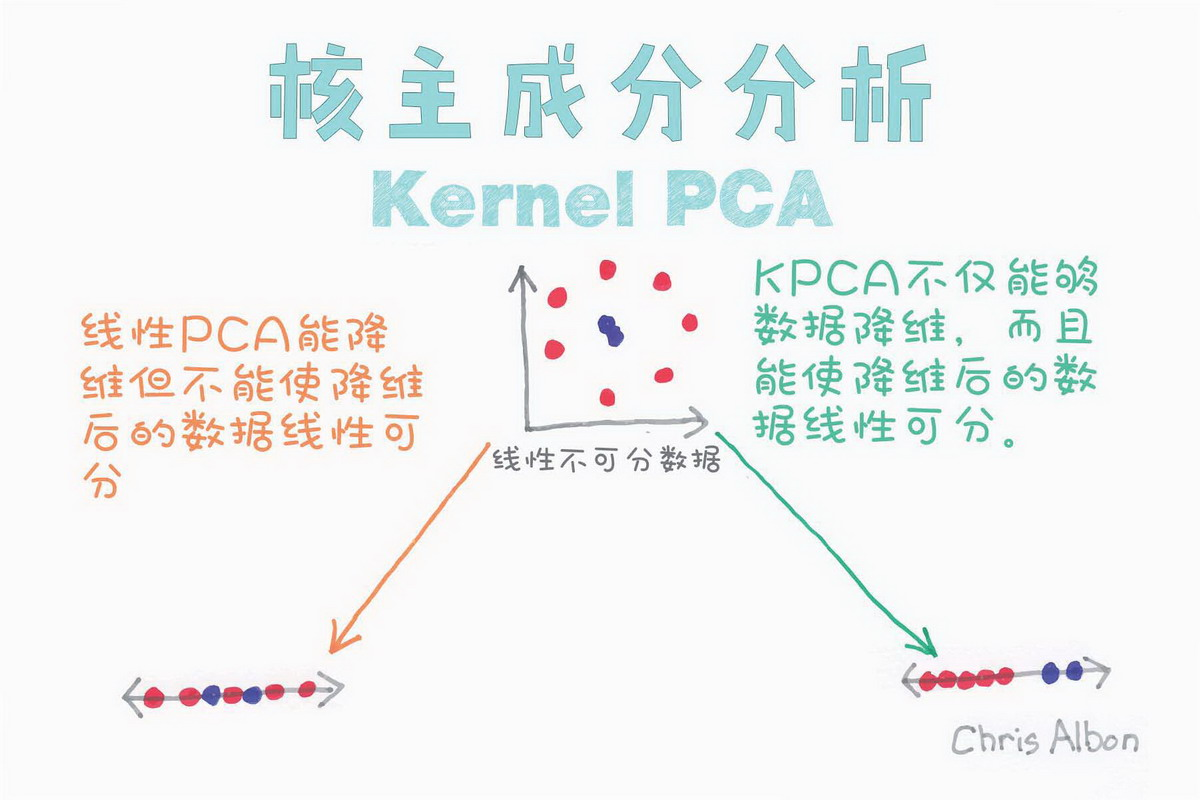 核主成分分析
Kernel PCA
线性PCA能降
维但不能使降维
后的数据线性可
分
KPCA不仅能够
数据降维，而且
能使降维后的数
据线性可分。
线性不可分数据
Chris Albon